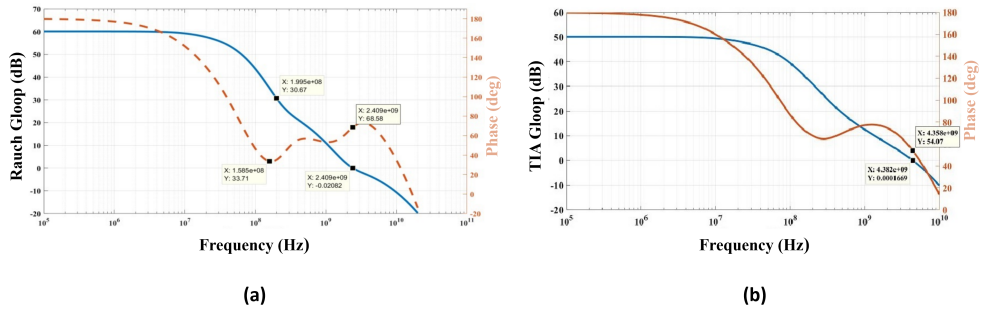 70
60
50
40
30
20
10
0
-10
-20
180
160
140
120
100
80
60
40
20
0
-20
Rauch Gloop (dB)
Phase (deg)
X: 1.995e+08
Y: 30.67
X: 2.409e+09
Y: 68.58
X: 1.585e+08
Y: 33.71
X: 2.409e+09
Y: -0.02082
10^5
10^6
10^7
10^8
10^9
10^10
10^11
Frequency (Hz)
(a)
60
50
40
30
20
10
0
-10
-20
180
160
140
120
100
80
60
40
20
0
TIA Gloop (dB)
Phase (deg)
X: 4.358e+09
Y: 54.07
X: 4.382e+09
Y: 0.0001669
10^5
10^6
10^7
10^8
10^9
10^10
Frequency (Hz)
(b)